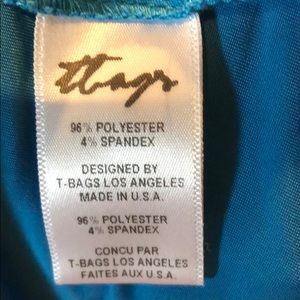 tbags
96% POLYESTER
4% SPANDEX
DESIGNED BY
T-BAGS LOS ANGELES
MADE IN U.S.A.
96% POLYESTER
4% SPANDEX
CONCU PAR
T-BAGS LOS ANGELES
FAITES AUX U.S.A.